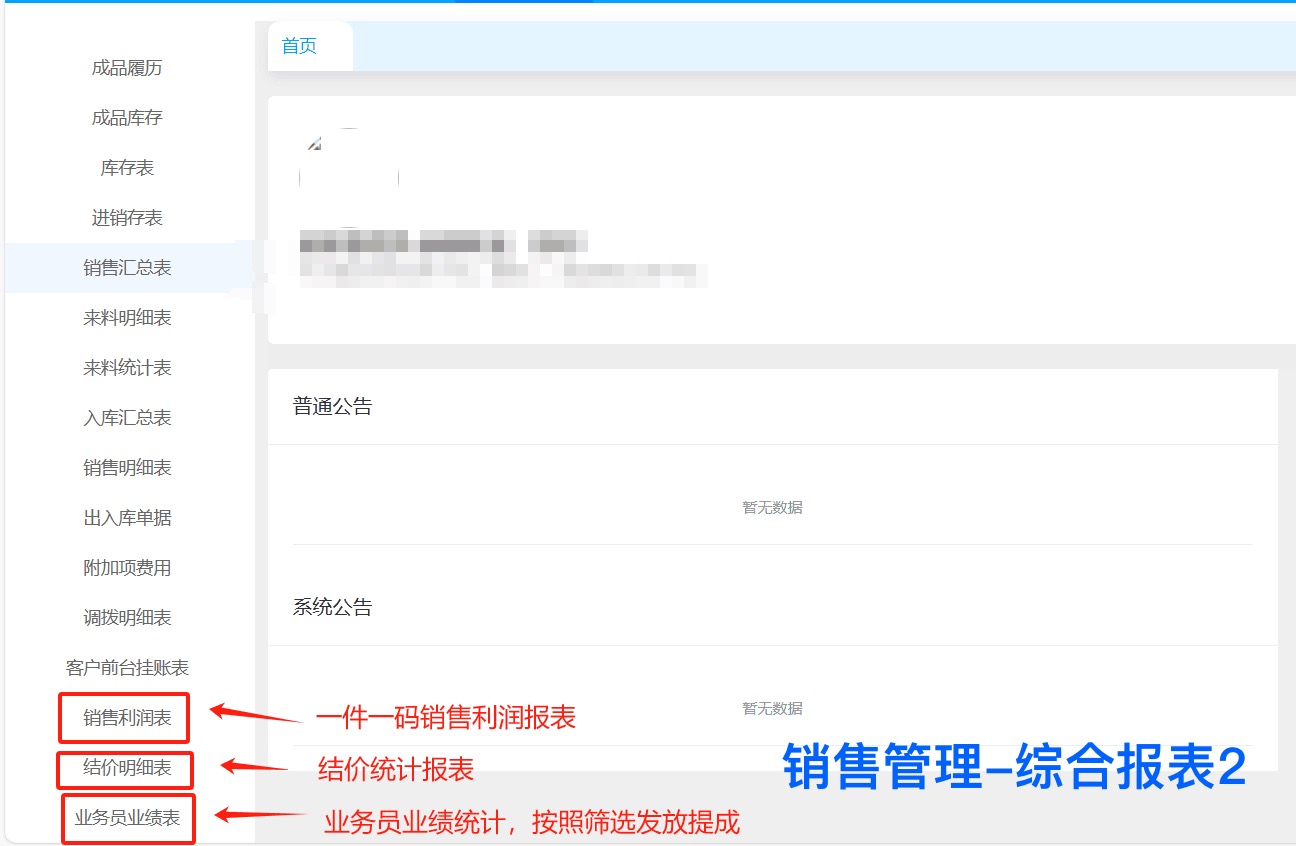 首页
成品履历
成品库存
库存表
进销存表
销售汇总表
来料明细表
来料统计表
入库汇总表
销售明细表
出入库单据
附加项费用
调拨明细表
客户前台挂账表
销售利润表
结价明细表
业务员业绩表
普通公告
暂无数据
系统公告
暂无数据
一件一码销售利润报表
结价统计报表
业务员业绩统计，按照筛选发放提成
销售管理-综合报表2